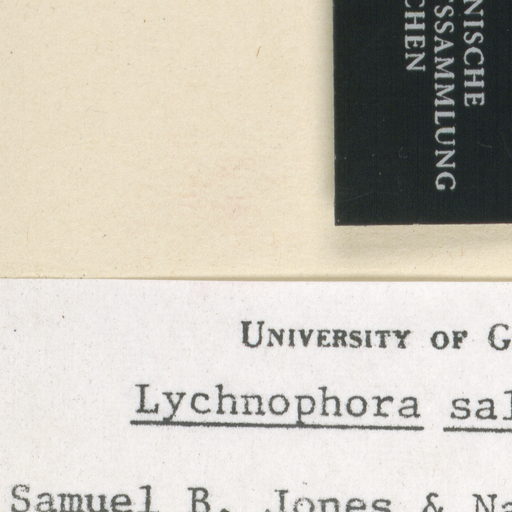 NISCHE
SSAMMLUNG
CHEN
UNIVERSITY OF G
Lychnophora sal
Samuel B. Jones & Na